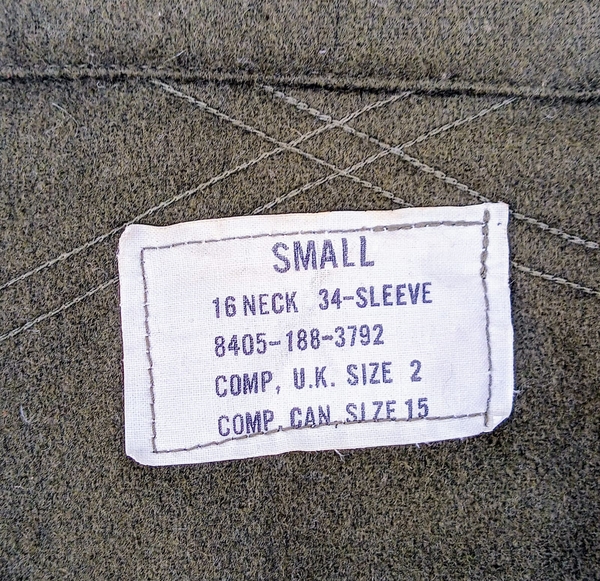 SMALL
16 NECK 34-SLEEVE
8405-188-3792
COMP, U.K. SIZE 2
COMP. CAN, SIZE 15